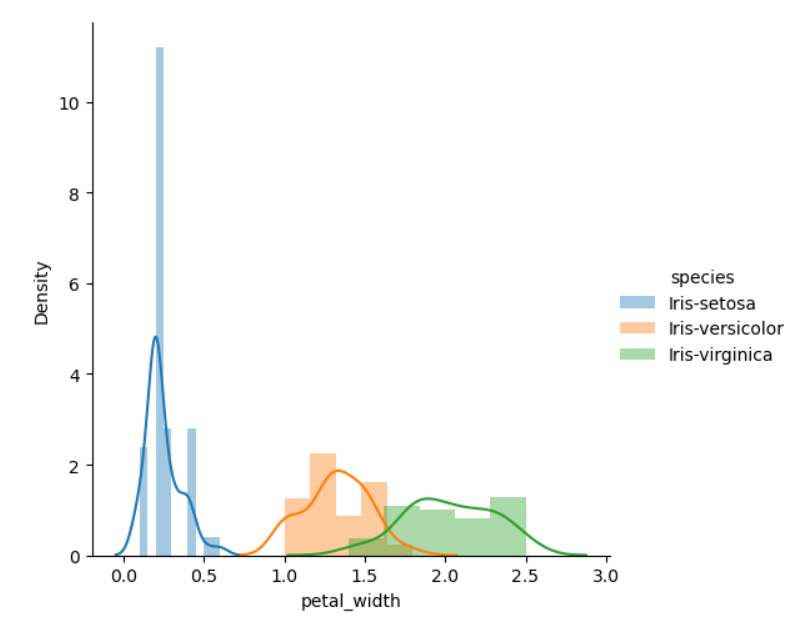 10
8
6
4
2
0
Density
0.0 0.5 1.0 1.5 2.0 2.5 3.0
petal_width
species
Iris-setosa
Iris-versicolor
Iris-virginica